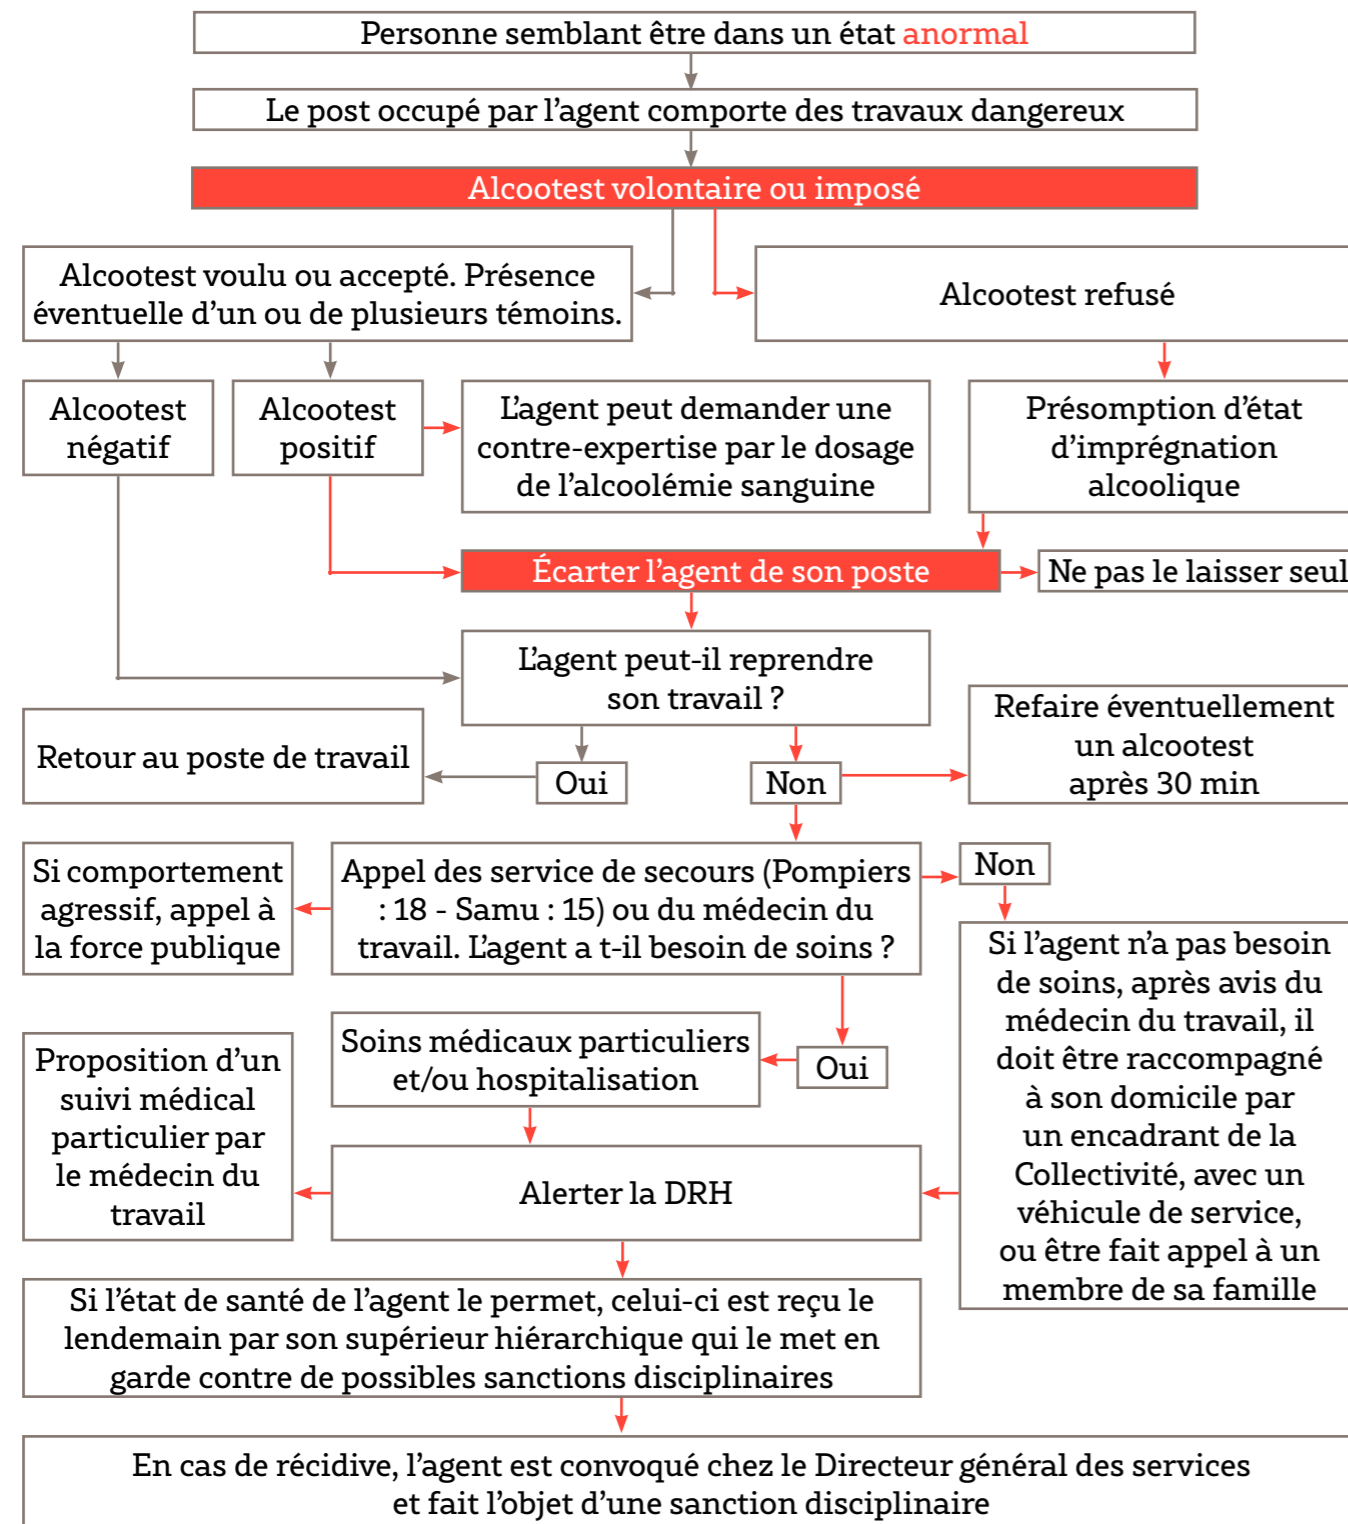 Personne semblant être dans un état anormal
Le post occupé par l'agent comporte des travaux dangereux
Alcootest volontaire ou imposé
Alcootest voulu ou accepté. Présence
éventuelle d'un ou de plusieurs témoins.
Alcootest refusé
Alcootest
négatif
Alcootest
positif
L'agent peut demander une
contre-expertise par le dosage
de l'alcoolémie sanguine
Présomption d'état
d'imprégnation
alcoolique
Écarter l'agent de son poste
Ne pas le laisser seul
L'agent peut-il reprendre
son travail ?
Retour au poste de travail
Oui
Non
Refaire éventuellement
un alcootest
après 30 min
Si comportement
agressif, appel à
la force publique
Appel des service de secours (Pompiers
: 18 - Samu : 15) ou du médecin du
travail. L'agent a t-il besoin de soins ?
Non
Si l'agent n'a pas besoin
de soins, après avis du
médecin du travail, il
doit être raccompagné
à son domicile par
un encadrant de la
Collectivité, avec un
véhicule de service,
ou être fait appel à un
membre de sa famille
Soins médicaux particuliers
et/ou hospitalisation
Oui
Proposition d'un
suivi médical
particulier par
le médecin du
travail
Alerter la DRH
Si l'état de santé de l'agent le permet, celui-ci est reçu le
lendemain par son supérieur hiérarchique qui le met en
garde contre de possibles sanctions disciplinaires
En cas de récidive, l'agent est convoqué chez le Directeur général des services
et fait l'objet d'une sanction disciplinaire